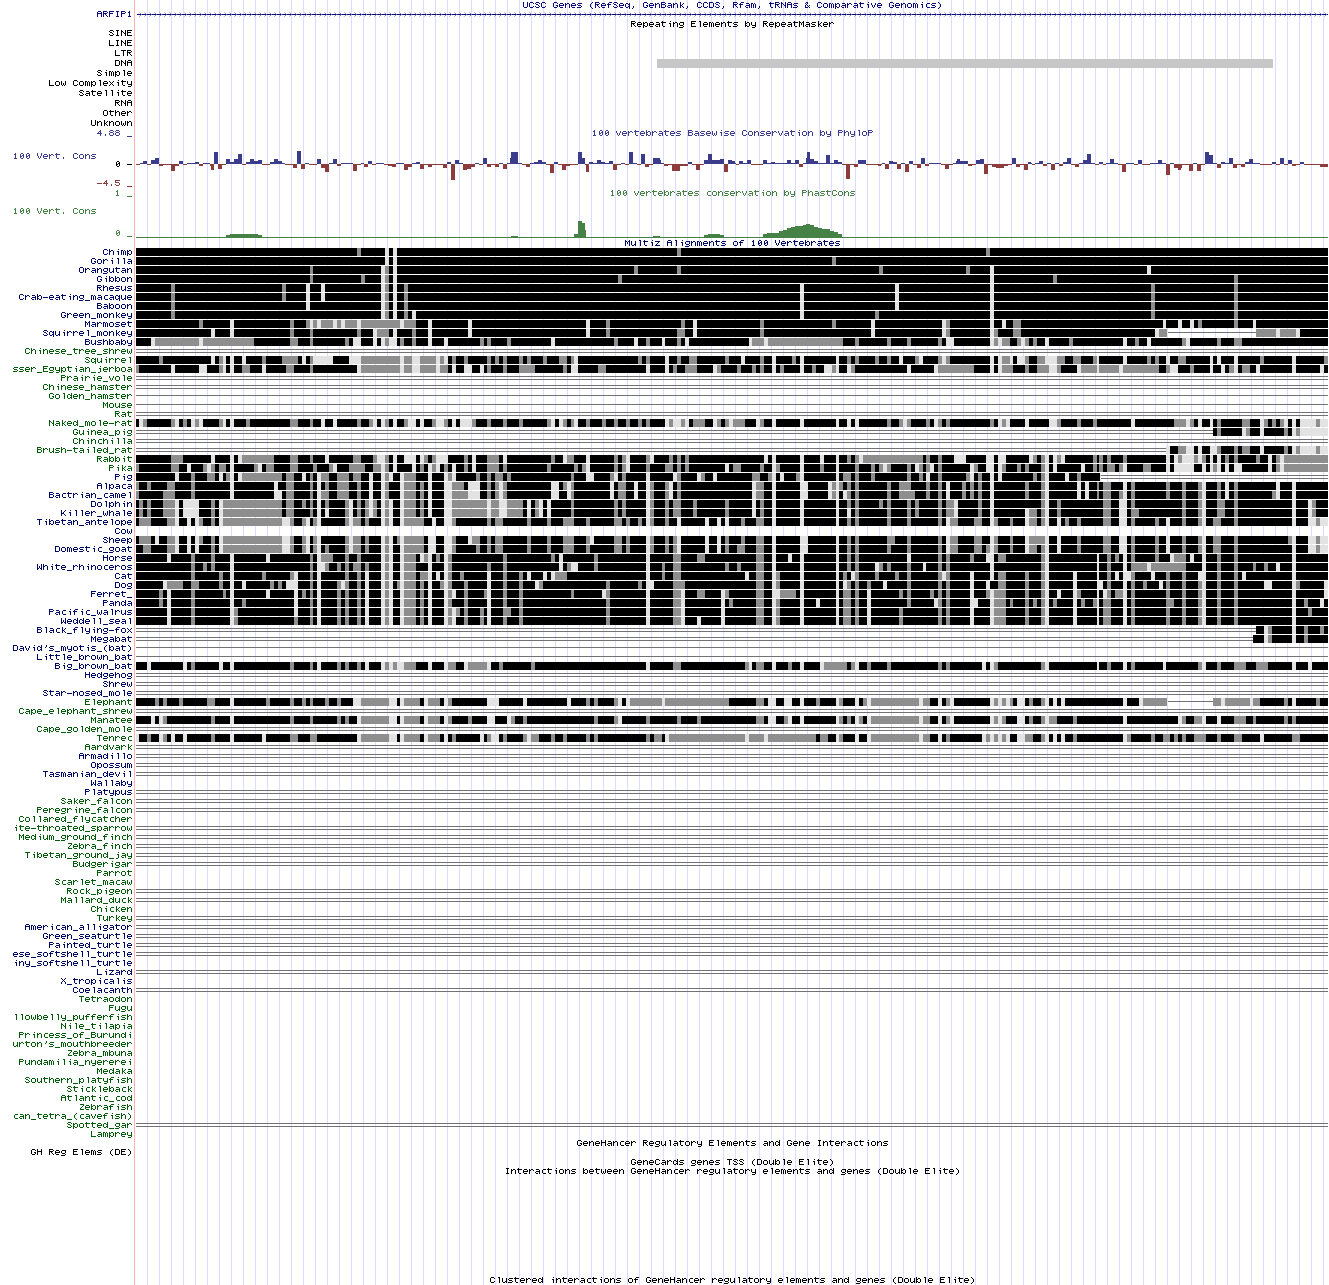 UCSC Genes (RefSeq, GenBank, CCDS, Rfam, tRNAs & Comparative Genomics)
ARFIP1
Repeating Elements by RepeatMasker
SINE
LINE
LTR
DNA
Simple
Low Complexity
Satellite
RNA
Other
Unknown
4.88 _
100 vertebrates Basewise Conservation by PhyloP
100 Vert. Cons
0 _
-4.5 _
100 vertebrates conservation by PhastCons
1 _
100 Vert. Cons
0 _
Multiz Alignments of 100 Vertebrates
Chimp
Gorilla
Orangutan
Gibbon
Rhesus
Crab-eating_macaque
Baboon
Green_monkey
Marmoset
Squirrel_monkey
Bushbaby
Chinese_tree_shrew
Squirrel
sser_Egyptian_jerboa
Prairie_vole
Chinese_hamster
Golden_hamster
Mouse
Rat
Naked_mole-rat
Guinea_pig
Chinchilla
Brush-tailed_rat
Rabbit
Pika
Pig
Alpaca
Bactrian_camel
Dolphin
Killer_whale
Tibetan_antelope
Cow
Sheep
Domestic_goat
Horse
White_rhinoceros
Cat
Dog
Ferret_
Panda
Pacific_walrus
Weddell_seal
Black_flying-fox
Megabat
David's_myotis_(bat)
Little_brown_bat
Big_brown_bat
Hedgehog
Shrew
Star-nosed_mole
Elephant
Cape_elephant_shrew
Manatee
Cape_golden_mole
Tenrec
Aardvark
Armadillo
Opossum
Tasmanian_devil
Wallaby
Platypus
Saker_falcon
Peregrine_falcon
Collared_flycatcher
ite-throated_sparrow
Medium_ground_finch
Zebra_finch
Tibetan_ground_jay
Budgerigar
Parrot
Scarlet_macaw
Rock_pigeon
Mallard_duck
Chicken
Turkey
American_alligator
Green_seaturtle
Painted_turtle
ese_softshell_turtle
iny_softshell_turtle
Lizard
X_tropicalis
Coelacanth
Tetraodon
Fugu
llowbelly_pufferfish
Nile_tilapia
Princess_of_Burundi
urton's_mouthbreeder
Zebra_mbuna
Pundamilia_nyererei
Medaka
Southern_platyfish
Stickleback
Atlantic_cod
Zebrafish
can_tetra_(cavefish)
Spotted_gar
Lamprey
GeneHancer Regulatory Elements and Gene Interactions
GH Reg Elems (DE)
GeneCards genes TSS (Double Elite)
Interactions between GeneHancer regulatory elements and genes (Double Elite)
Clustered interactions of GeneHancer regulatory elements and genes (Double Elite)